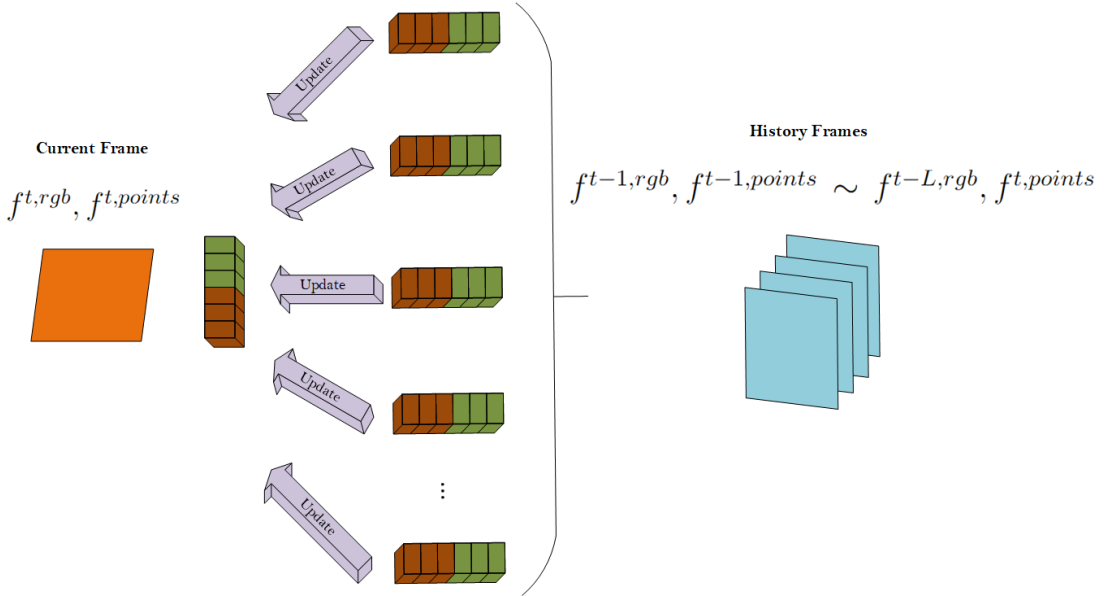 Update
Update
Update
Update
Update
Current Frame
f^{t,rgb}, f^{t,points}
History Frames
f^{t-1,rgb}, f^{t-1,points} ∼ f^{t-L,rgb}, f^{t,points}
⋮